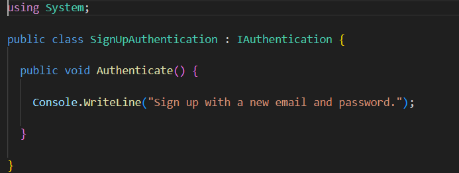 using System;
public class SignUpAuthentication : IAuthentication {
public void Authenticate() {
Console.WriteLine("Sign up with a new email and password.");
}
}